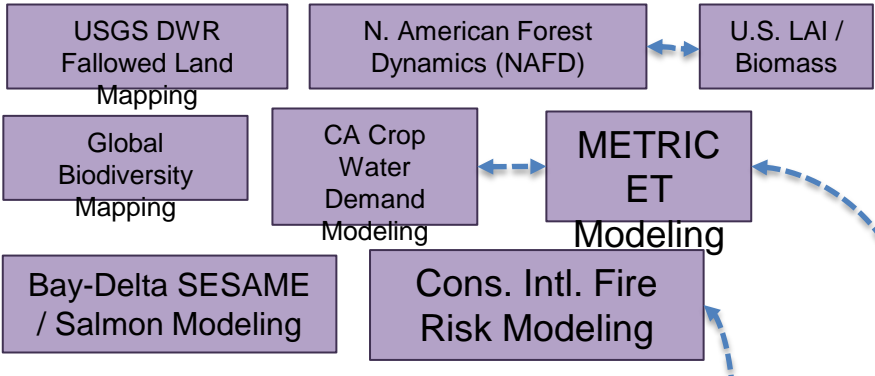 USGS DWR
Fallowed Land
Mapping
N. American Forest
Dynamics (NAFD)
U.S. LAI /
Biomass
Global
Biodiversity
Mapping
CA Crop
Water
Demand
Modeling
METRIC
ET
Modeling
Bay-Delta SESAME
/ Salmon Modeling
Cons. Intl. Fire
Risk Modeling